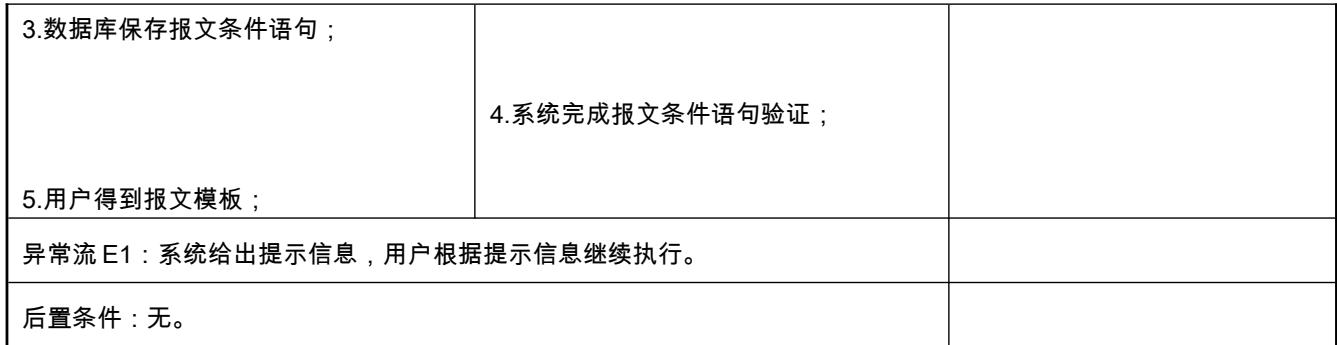 3.数据库保存报文条件语句；
4.系统完成报文条件语句验证；
5.用户得到报文模板；
异常流E1：系统给出提示信息，用户根据提示信息继续执行。
后置条件：无。